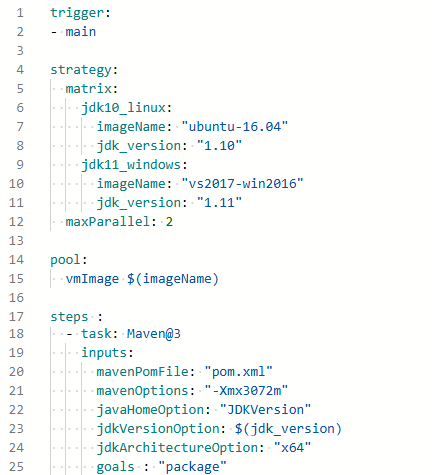 1 trigger:
2 - main
3
4 strategy:
5 matrix:
6 jdk10_linux:
7 imageName: "ubuntu-16.04"
8 jdk_version: "1.10"
9 jdk11_windows:
10 imageName: "vs2017-win2016"
11 jdk_version: "1.11"
12 maxParallel: 2
13
14 pool:
15 vmImage $(imageName)
16
17 steps :
18 - task: Maven@3
19 inputs:
20 mavenPomFile: "pom.xml"
21 mavenOptions: "-Xmx3072m"
22 javaHomeOption: "JDKVersion"
23 jdkVersionOption: $(jdk_version)
24 jdkArchitectureOption: "x64"
25 goals : "package"